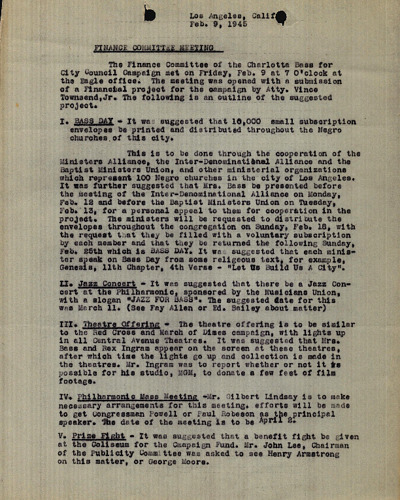 Los Angeles, Calif
Feb. 9, 1945
FINANCE COMMITTEE MEETING
The Finance Committee of the Charlotta Bass for
City Council Campaign met on Friday, Feb. 9 at 7 O'clock at
the Eagle office. The meeting was opened with a submission
of a Financial project for the campaign by Atty. Vince
Townsend,Jr. The following is an outline of the suggested
project.
I. BASS DAY - It was suggested that 10,000 small subscription
envelopes be printed and distributed throughout the Negro
churches of this city.
This is to be done through the cooperation of the
Ministers Alliance, the Inter-Denominational Alliance and the
Baptist Ministers Union, and other ministerial organizations
which represent 100 Negro churches in the city of Los Angeles.
It was further suggested that Mrs. Bass be presented before
the Meeting of the Inter-Denominational Alliance on Monday,
Feb. 12 and before the Baptist Ministers Union on Tuesday,
Feb. 13, for a personal appeal to them for cooperation in the
project. The ministers will be requested to distribute the
envelopes throughout the congregation on Sunday, Feb. 18, with
the request that they be filled with a voluntary subscription
by each member and that they be returned the following Sunday,
Feb. 25th which is BASS DAY. It was suggested that each minis-
ter speak on Bass Day from some religious text, for example,
Genesis, 11th Chapter, 4th Verse - "Let Us Build Us A City".
II. Jazz Concert - It was suggested that there be a Jazz Con-
cert at the Philharmonic, sponsored by the Musicians Union,
with a slogan "JAZZ FOR BASS". The suggested date for this
was March 11. (See Fay Allen or Ed. Bailey about matter)
III. Theatre Offering - The theatre offering is to be similar
to the Red Cross and March of Dimes campaign, with lights up
in all Central Avenue Theatres. It was suggested that Mrs.
Bass and Rex Ingram appear on the screen at these theatres,
after which time the lights go up and collection is made in
the theatres. Mr. Ingram was to report whether or not it is
possible for his studio, MGM, to donate a few feet of film
footage.
IV. Philharmonic Mass Meeting -Mr. Gilbert Lindsay is to make
necessary arrangements for this meeting. efforts will be made
to get Congressman Powell or Paul Robeson as the principal
speaker. The date of the meeting is to be April 2.
V. Prize Fight - It was suggested that a benefit fight be given
at the Coliseum for the Campaign Fund. Mr. John Lee, Chairman
of the Publicity Committee was asked to see Henry Armstrong
on this matter, or George Moore.